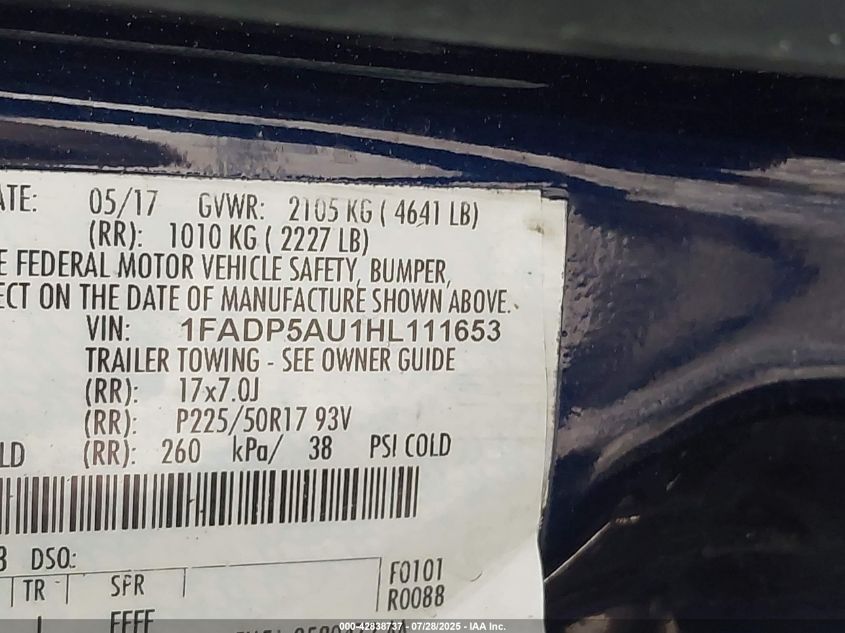 ATE: 05/17 GVWR: 2105 KG ( 4641 LB)
(RR): 1010 KG ( 2227 LB)
E FEDERAL MOTOR VEHICLE SAFETY, BUMPER,
ECT ON THE DATE OF MANUFACTURE SHOWN ABOVE.
VIN: 1FADP5AU1HL111653
TRAILER TOWING - SEE OWNER GUIDE
(RR): 17x7.0J
(RR): P225/50R17 93V
LD (RR): 260 kPa/ 38 PSI COLD
DSO:
F0101
TR SPR R0088
FFFF
000-42838737 - 07/28/2025 - IAA Inc.